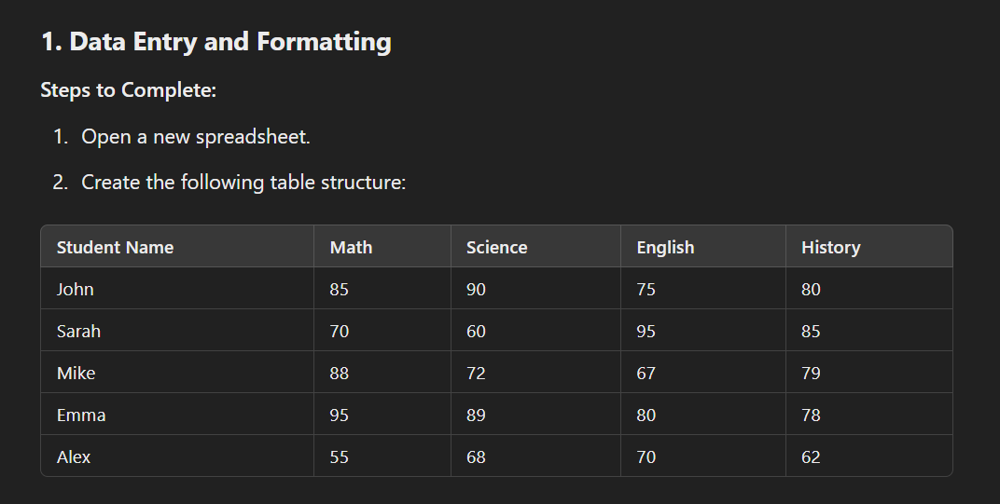 1. Data Entry and Formatting
Steps to Complete:
1. Open a new spreadsheet.
2. Create the following table structure:
Student Name Math Science English History
John 85 90 75 80
Sarah 70 60 95 85
Mike 88 72 67 79
Emma 95 89 80 78
Alex 55 68 70 62